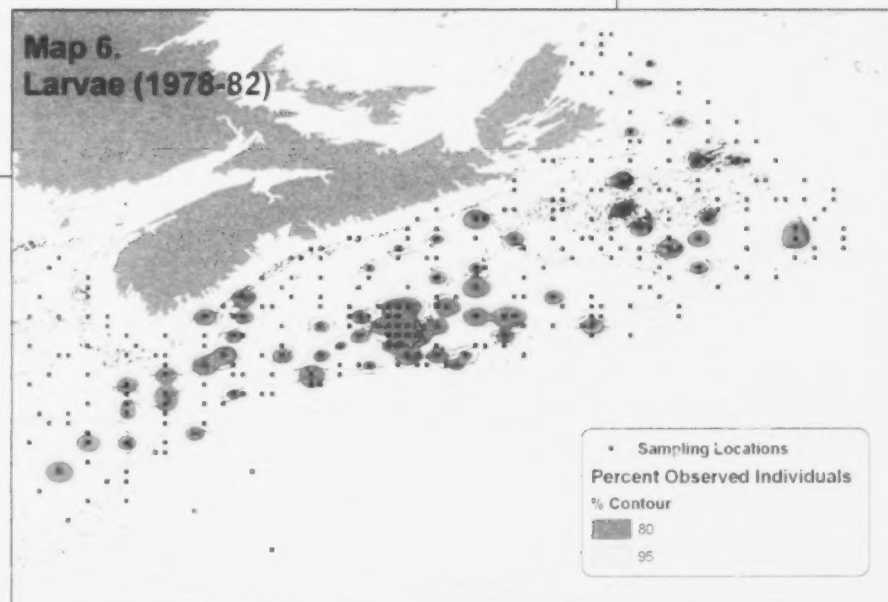 Map 6.
Larvae (1978-82)
Sampling Locations
Percent Observed Individuals
% Contour
80
95